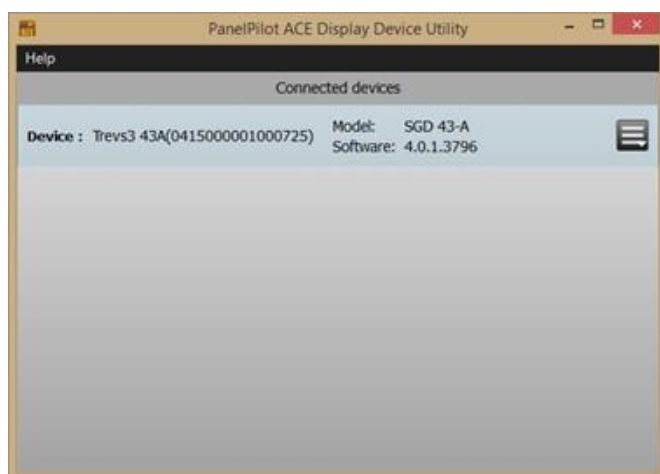 PanelPilot ACE Display Device Utility
Help
Connected devices
Device : Trevs3 43A(0415000001000725)
Model: SGD 43-A
Software: 4.0.1.3796